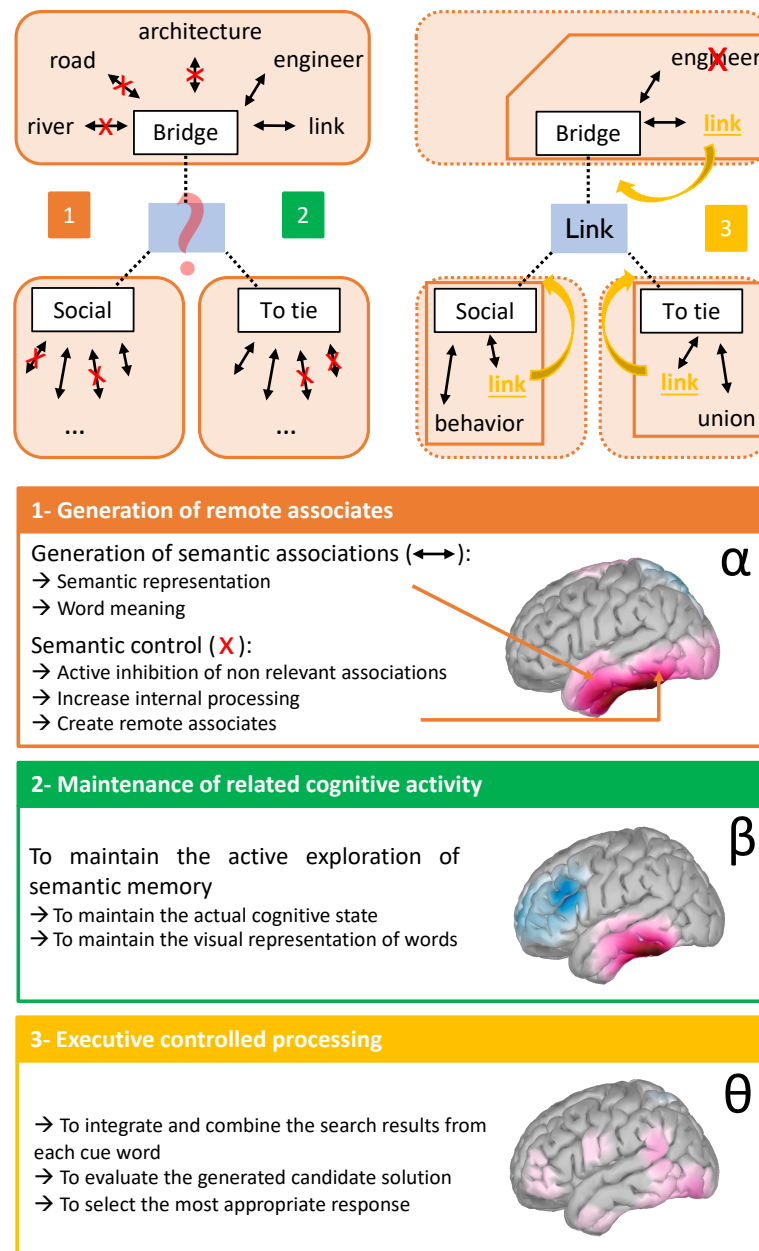 architecture
road
engineer
river
Bridge
link
1
?
2
Social
To tie
...
...
engineer
X
Bridge
link
Link
3
Social
To tie
link
link
behavior
union
1- Generation of remote associates
Generation of semantic associations (⟷):
→ Semantic representation
→ Word meaning
Semantic control (X):
→ Active inhibition of non relevant associations
→ Increase internal processing
→ Create remote associates
α
2- Maintenance of related cognitive activity
To maintain the active exploration of
semantic memory
→ To maintain the actual cognitive state
→ To maintain the visual representation of words
β
3- Executive controlled processing
→ To integrate and combine the search results from
each cue word
→ To evaluate the generated candidate solution
→ To select the most appropriate response
θ